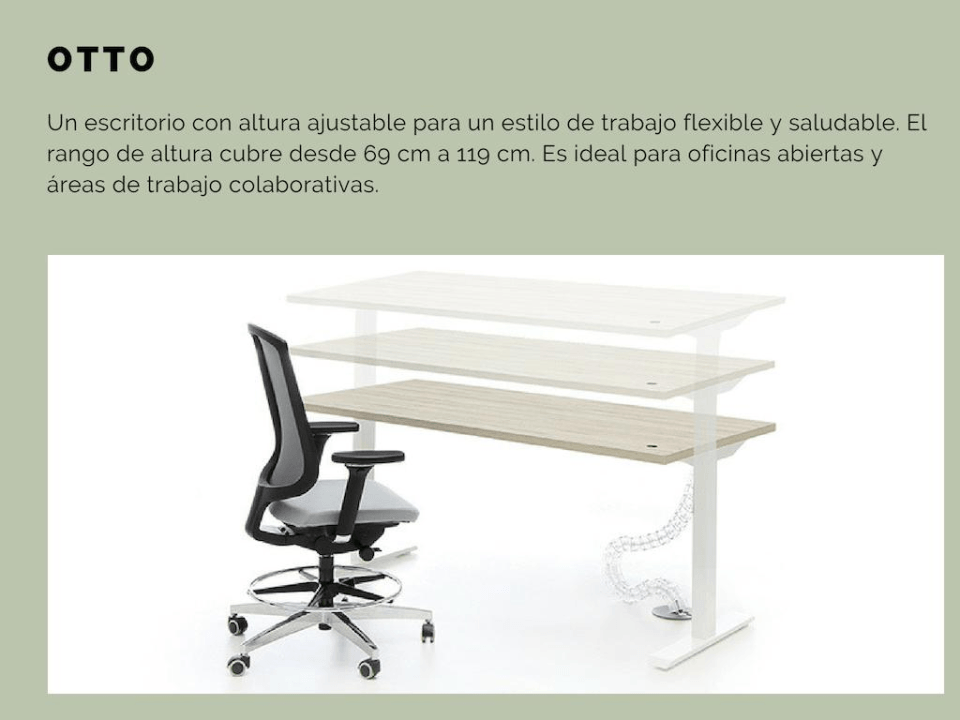 OTTO
Un escritorio con altura ajustable para un estilo de trabajo flexible y saludable. El
rango de altura cubre desde 69 cm a 119 cm. Es ideal para oficinas abiertas y
áreas de trabajo colaborativas.